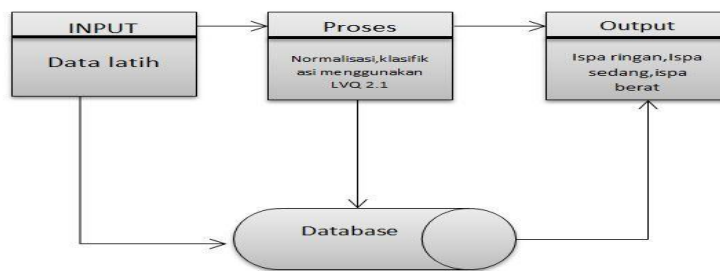 INPUT
Data latih
Proses
Normalisasi,klasifik
asi menggunakan
LVQ 2.1
Output
Ispa ringan,Ispa
sedang,ispa
berat
Database